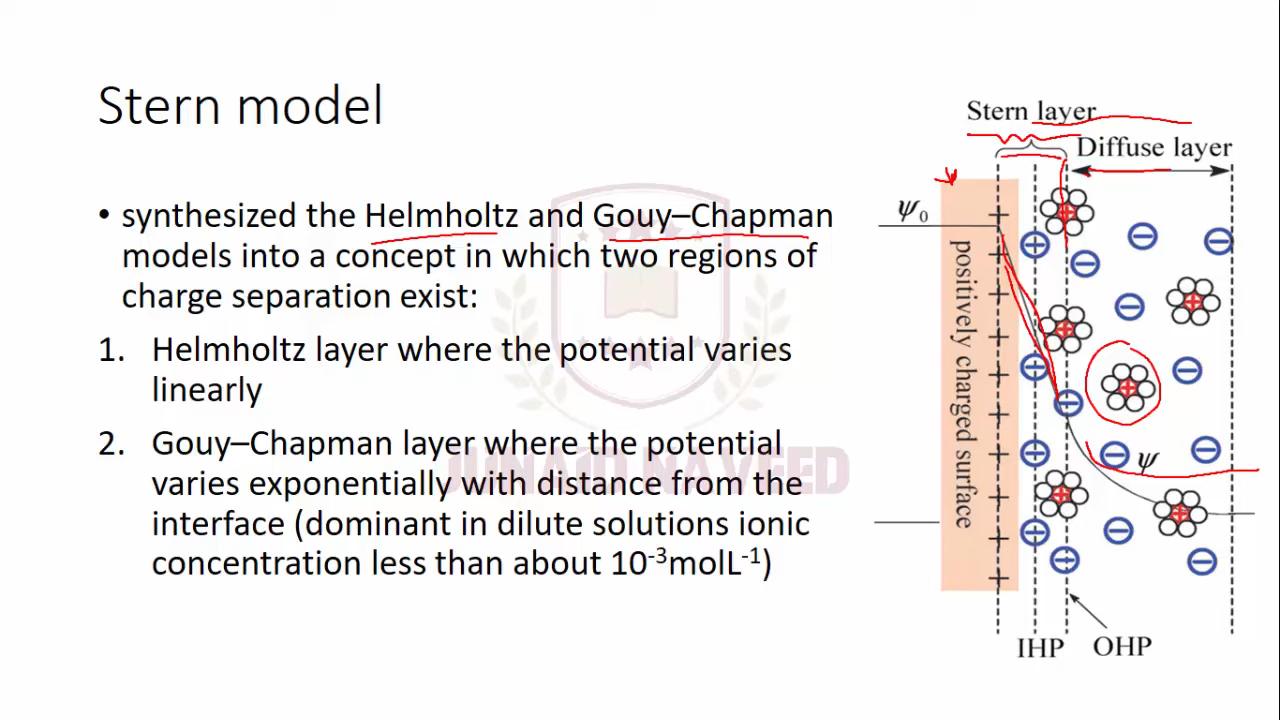 Stern model
• synthesized the Helmholtz and Gouy–Chapman
models into a concept in which two regions of
charge separation exist:
1. Helmholtz layer where the potential varies
linearly
2. Gouy–Chapman layer where the potential
varies exponentially with distance from the
interface (dominant in dilute solutions ionic
concentration less than about 10⁻³molL⁻¹)
JUNAID NAVEED
Stern layer
Diffuse layer
ψ₀
positively charged surface
ψ
IHP
OHP